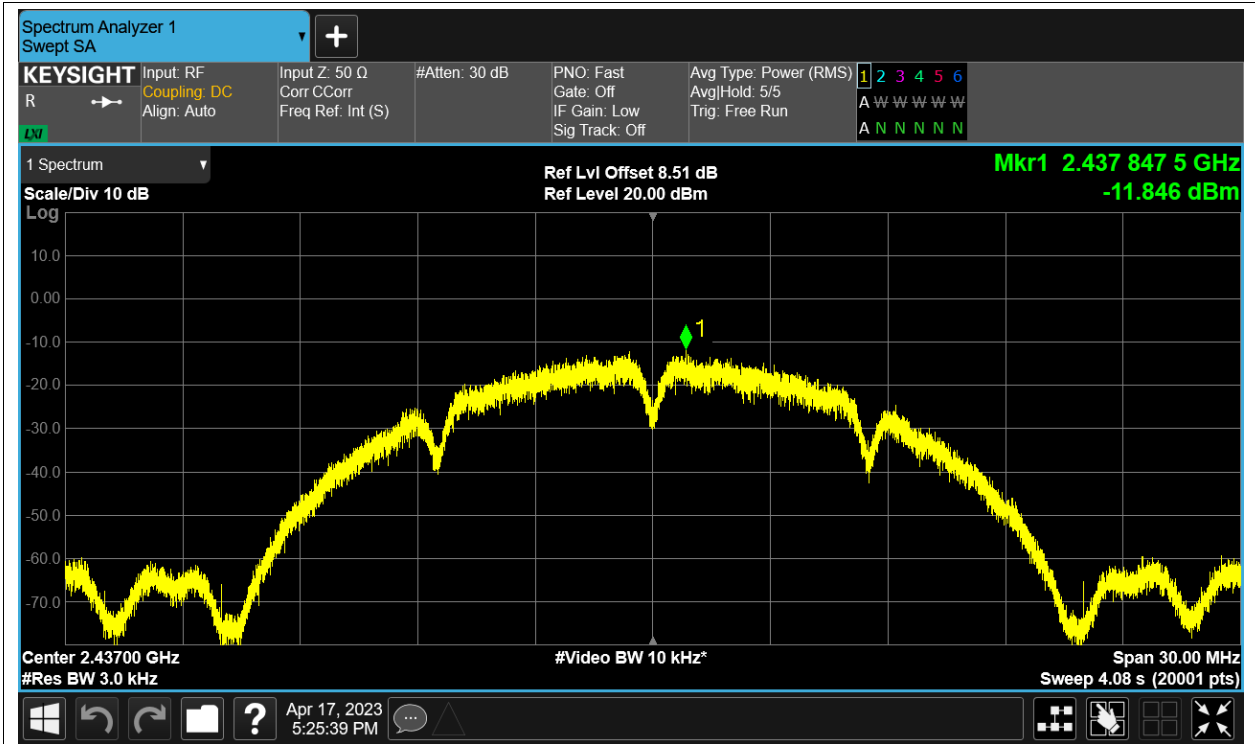 Spectrum Analyzer 1
Swept SA
KEYSIGHT
R
LXI
Input: RF
Coupling: DC
Align: Auto
Input Z: 50 Ω
Corr CCorr
Freq Ref: Int (S)
#Atten: 30 dB
PNO: Fast
Gate: Off
IF Gain: Low
Sig Track: Off
Avg Type: Power (RMS)
Avg|Hold: 5/5
Trig: Free Run
1 2 3 4 5 6
A W W W W W
A N N N N N
1 Spectrum
Scale/Div 10 dB
Log
Ref Lvl Offset 8.51 dB
Ref Level 20.00 dBm
Mkr1 2.437 847 5 GHz
-11.846 dBm
10.0
0.00
-10.0
-20.0
-30.0
-40.0
-50.0
-60.0
-70.0
1
Center 2.43700 GHz
#Res BW 3.0 kHz
#Video BW 10 kHz*
Span 30.00 MHz
Sweep 4.08 s (20001 pts)
?
Apr 17, 2023
5:25:39 PM